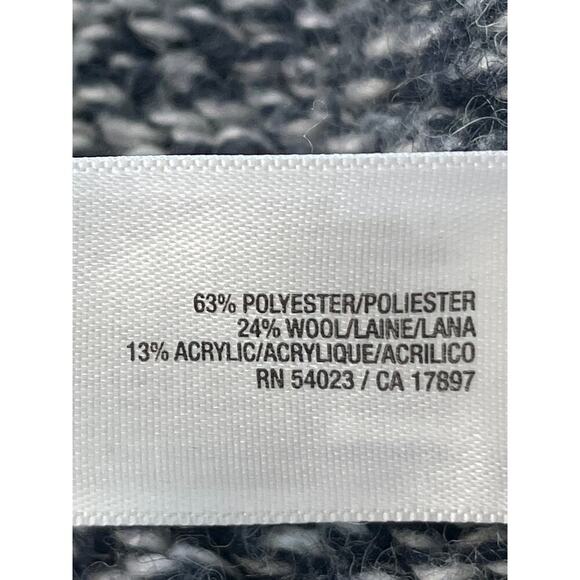 63% POLYESTER/POLIESTER
24% WOOL/LAINE/LANA
13% ACRYLIC/ACRYLIQUE/ACRILICO
RN 54023 / CA 17897